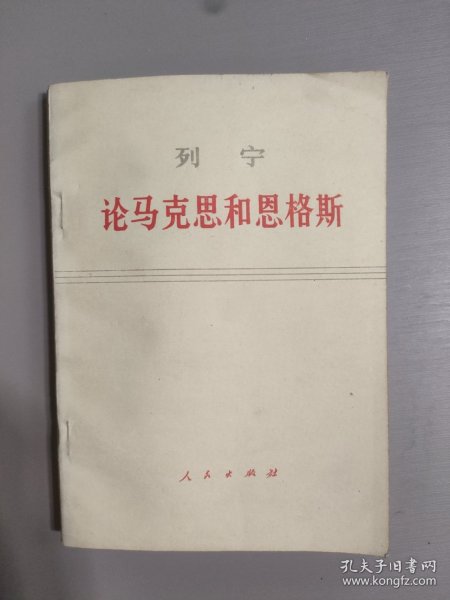 列 宁
论马克思和恩格斯
人民出版社
孔夫子旧书网
www.kongfz.com